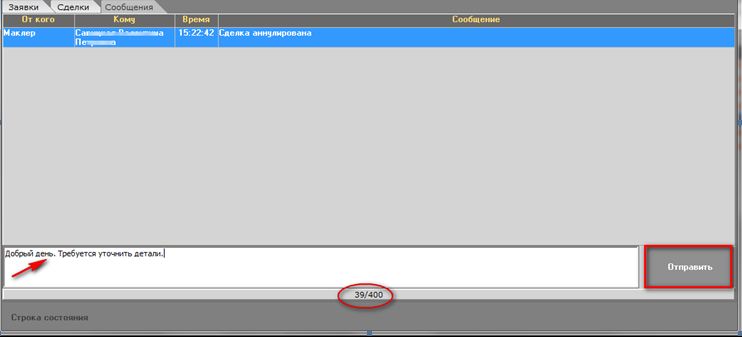 Заявки Сделки Сообщения
От кого Кому Время Сообщение
Маклер 15:22:42 Сделка аннулирована
Добрый день. Требуется уточнить детали.
Отправить
39/400
Строка состояния